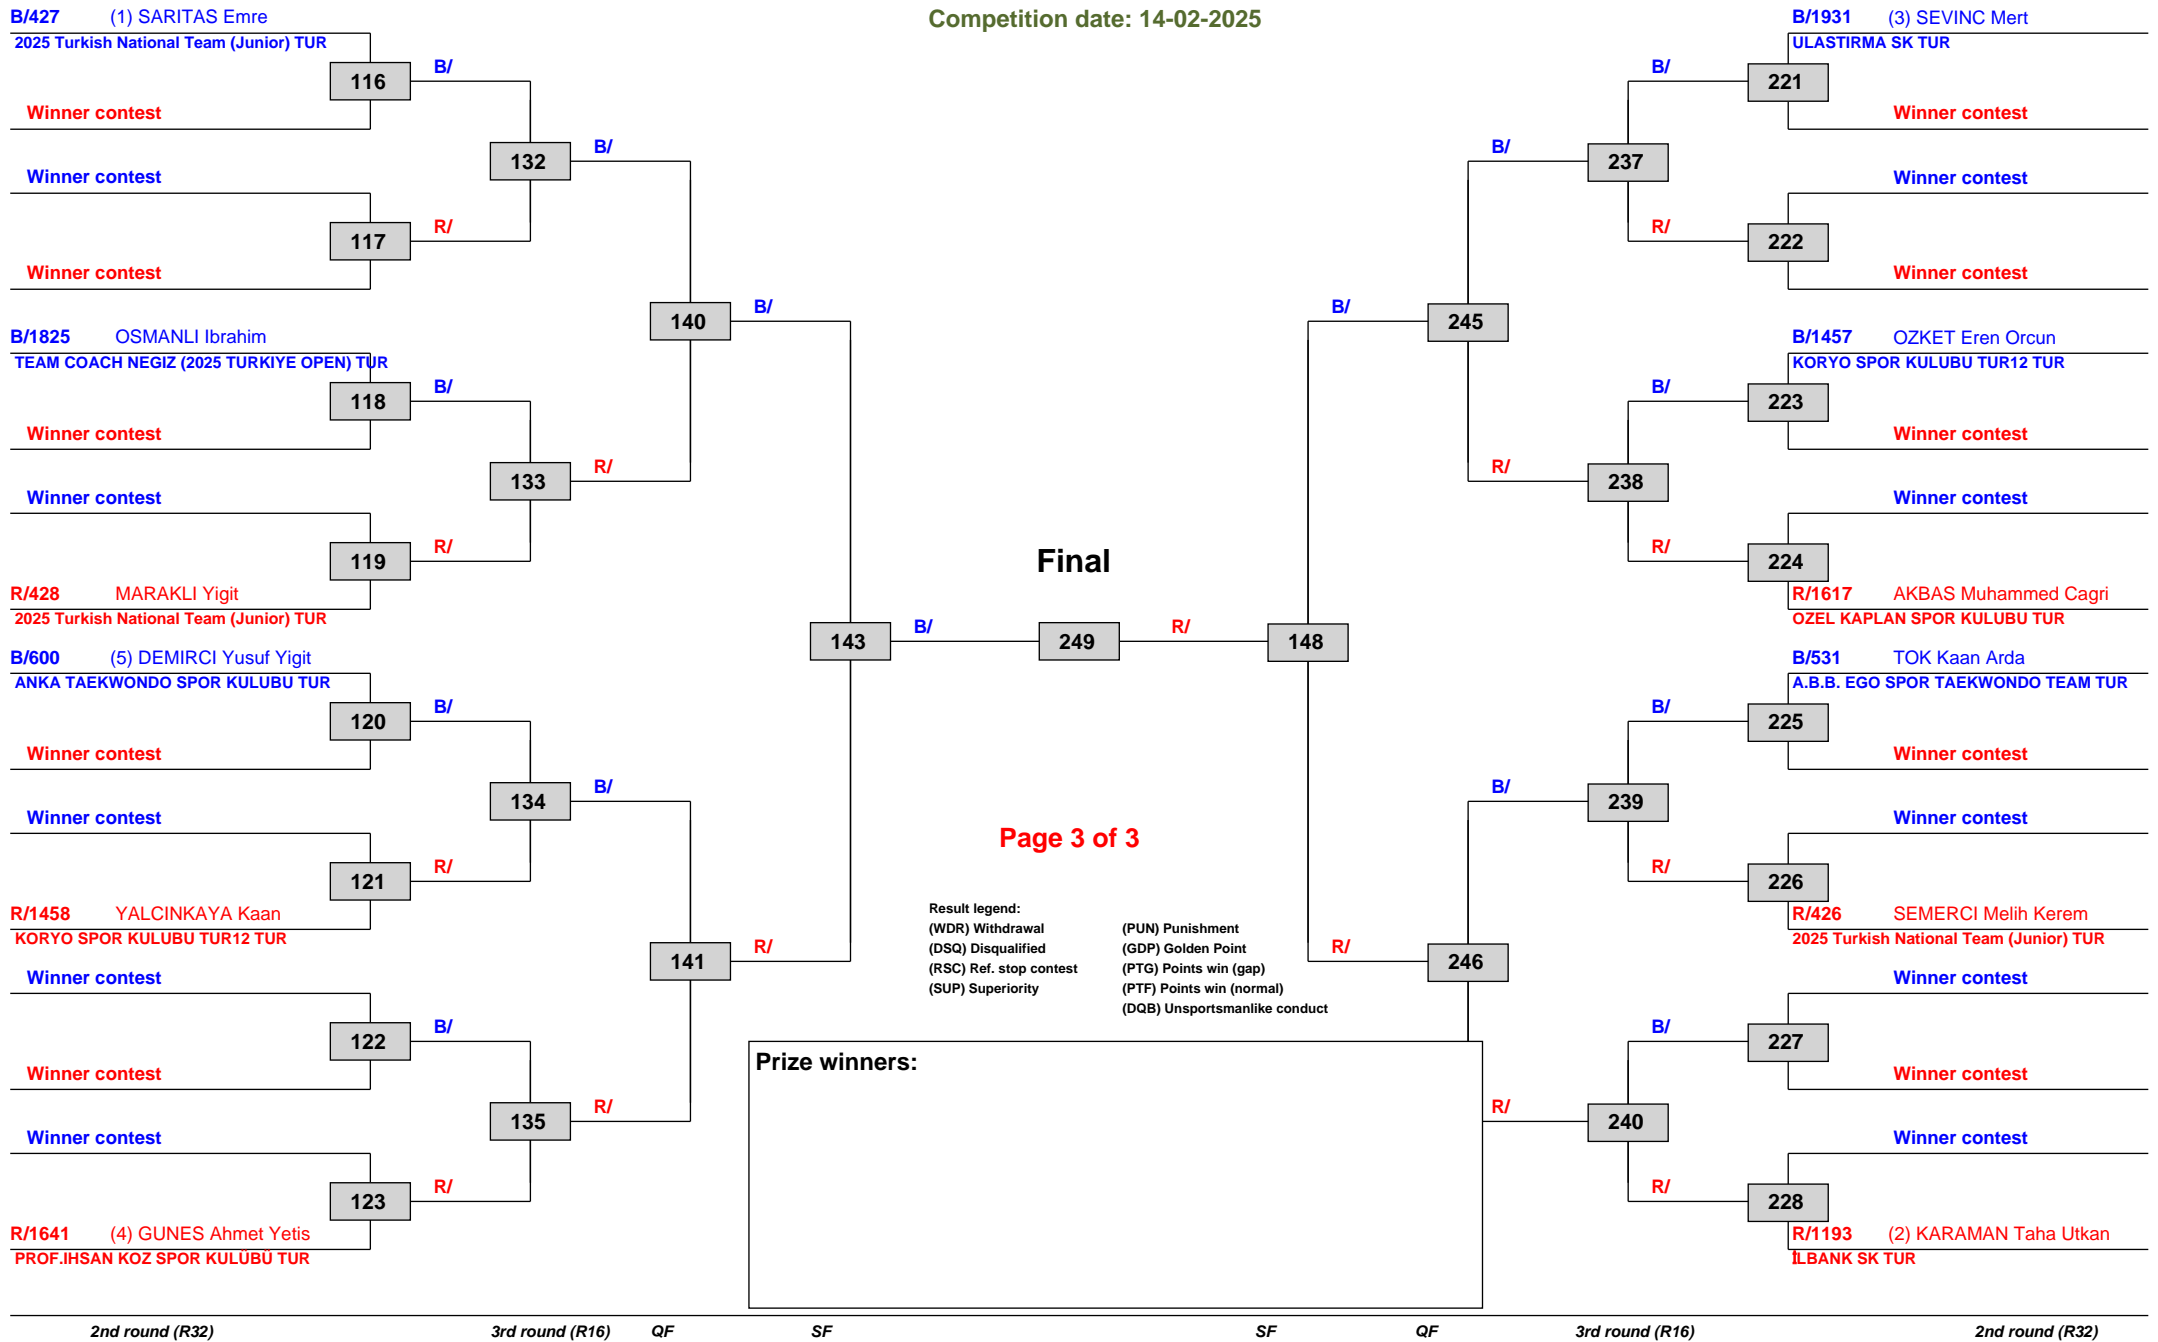 Competition date: 14-02-2025
B/427 (1) SARITAS Emre
2025 Turkish National Team (Junior) TUR
116
B/
Winner contest
132
B/
Winner contest
117
R/
Winner contest
140
B/
B/1825 OSMANLI Ibrahim
TEAM COACH NEGIZ (2025 TURKIYE OPEN) TUR
118
B/
Winner contest
133
R/
Winner contest
119
R/
R/428 MARAKLI Yigit
2025 Turkish National Team (Junior) TUR
143
B/
B/600 (5) DEMIRCI Yusuf Yigit
ANKA TAEKWONDO SPOR KULUBU TUR
120
B/
Winner contest
134
B/
Winner contest
121
R/
R/1458 YALCINKAYA Kaan
KORYO SPOR KULUBU TUR12 TUR
141
R/
Winner contest
122
B/
Winner contest
135
R/
Winner contest
123
R/
R/1641 (4) GUNES Ahmet Yetis
PROF.IHSAN KOZ SPOR KULÜBÜ TUR
Final
249
R/
148
Page 3 of 3
Result legend:
(WDR) Withdrawal (PUN) Punishment
(DSQ) Disqualified (GDP) Golden Point
(RSC) Ref. stop contest (PTG) Points win (gap)
(SUP) Superiority (PTF) Points win (normal)
(DQB) Unsportsmanlike conduct
Prize winners:
B/1931 (3) SEVINC Mert
ULASTIRMA SK TUR
B/
221
Winner contest
B/
237
Winner contest
R/
222
Winner contest
B/
245
B/1457 OZKET Eren Orcun
KORYO SPOR KULUBU TUR12 TUR
B/
223
Winner contest
R/
238
Winner contest
R/
224
R/1617 AKBAS Muhammed Cagri
OZEL KAPLAN SPOR KULUBU TUR
B/531 TOK Kaan Arda
A.B.B. EGO SPOR TAEKWONDO TEAM TUR
B/
225
Winner contest
B/
239
Winner contest
R/
226
R/426 SEMERCI Melih Kerem
2025 Turkish National Team (Junior) TUR
R/
246
Winner contest
B/
227
Winner contest
R/
240
Winner contest
R/
228
R/1193 (2) KARAMAN Taha Utkan
İLBANK SK TUR
2nd round (R32) 3rd round (R16) QF SF SF QF 3rd round (R16) 2nd round (R32)